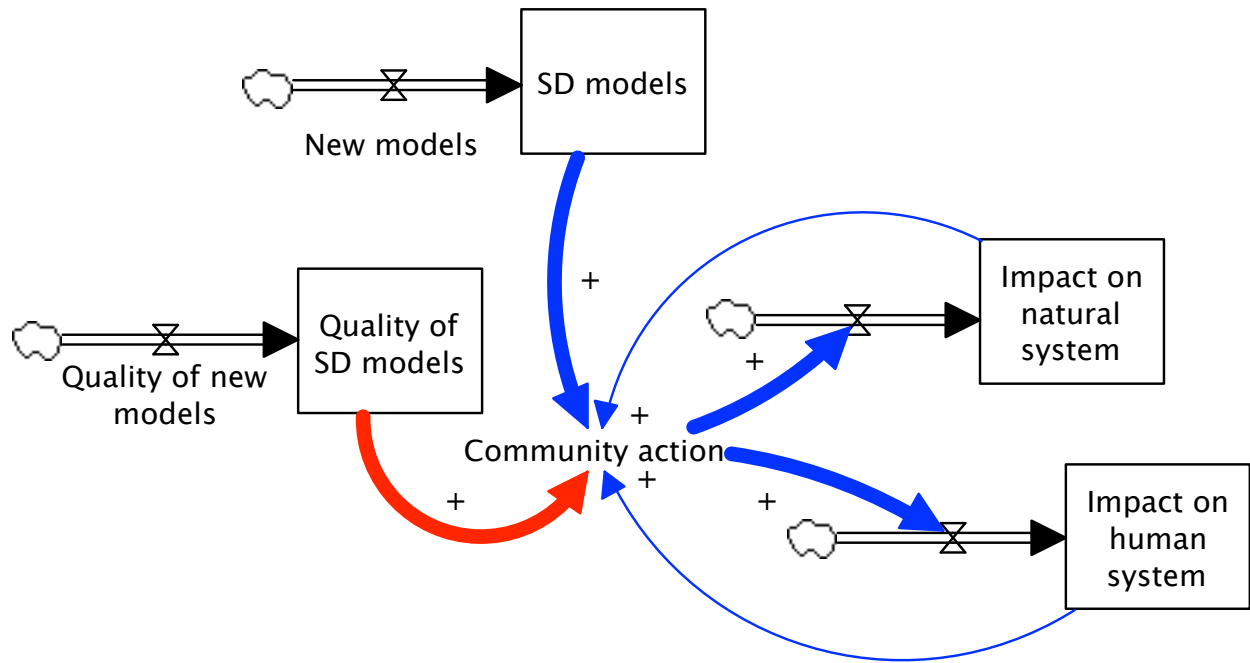 SD models
New models
+
Quality of
SD models
Quality of new
models
Impact on
natural
system
+
+
Community action
+
+
+
Impact on
human
system